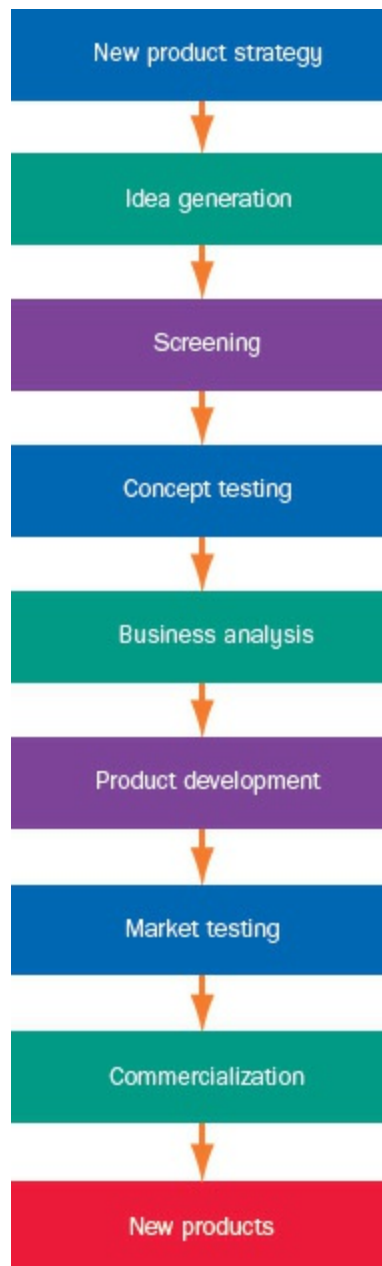 New product strategy
Idea generation
Screening
Concept testing
Business analysis
Product development
Market testing
Commercialization
New products